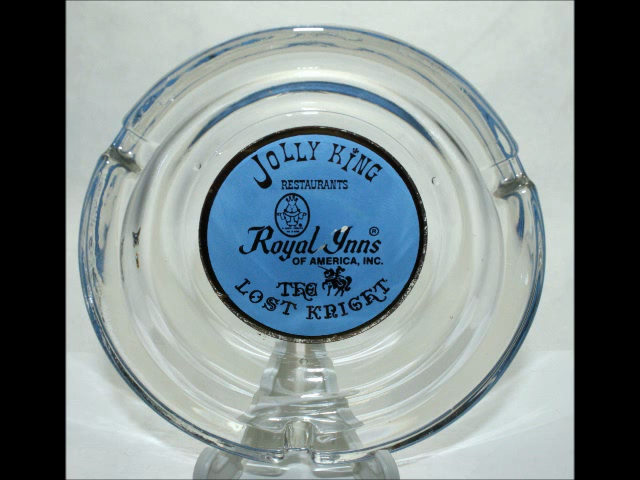 JOLLY KING
RESTAURANTS
Royal Inns ®
OF AMERICA, INC.
THE
LOST KNIGHT